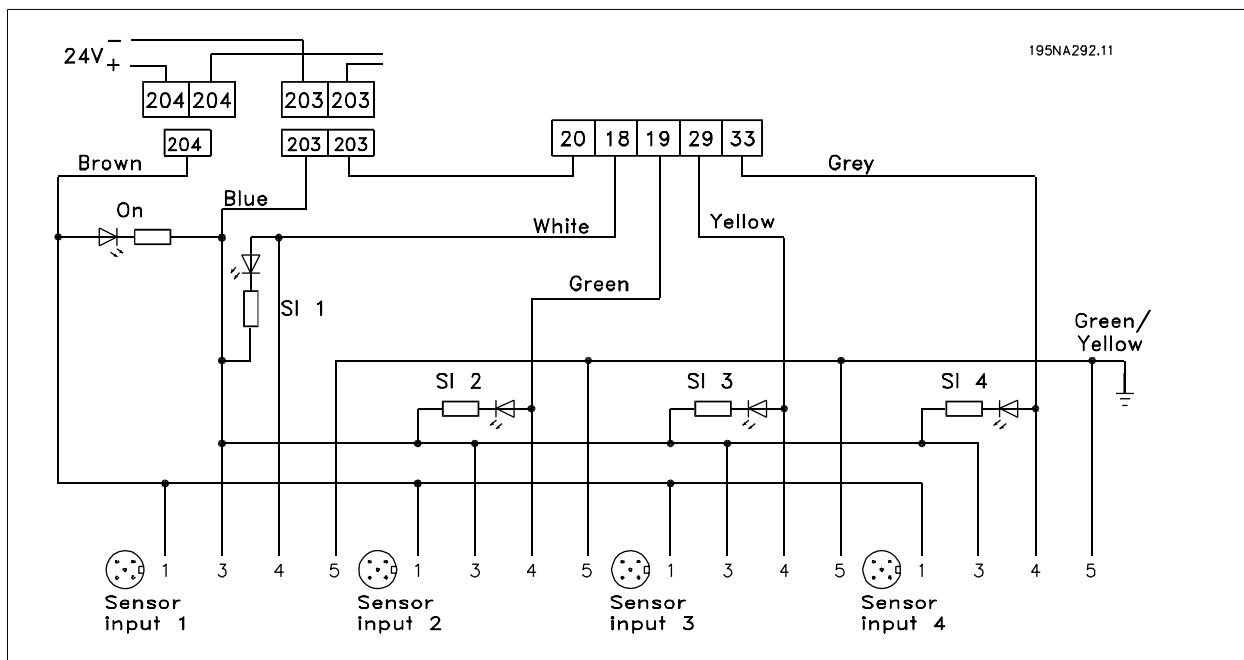 195NA292.11
24V − +
204 204 203 203
204 203 203
20 18 19 29 33
Brown
Grey
Blue
On
White
Yellow
Green
SI 1
Green/
Yellow
SI 2 SI 3 SI 4
1 3 4 5 1 3 4 5 1 3 4 5 1 3 4 5
Sensor
input 1
Sensor
input 2
Sensor
input 3
Sensor
input 4